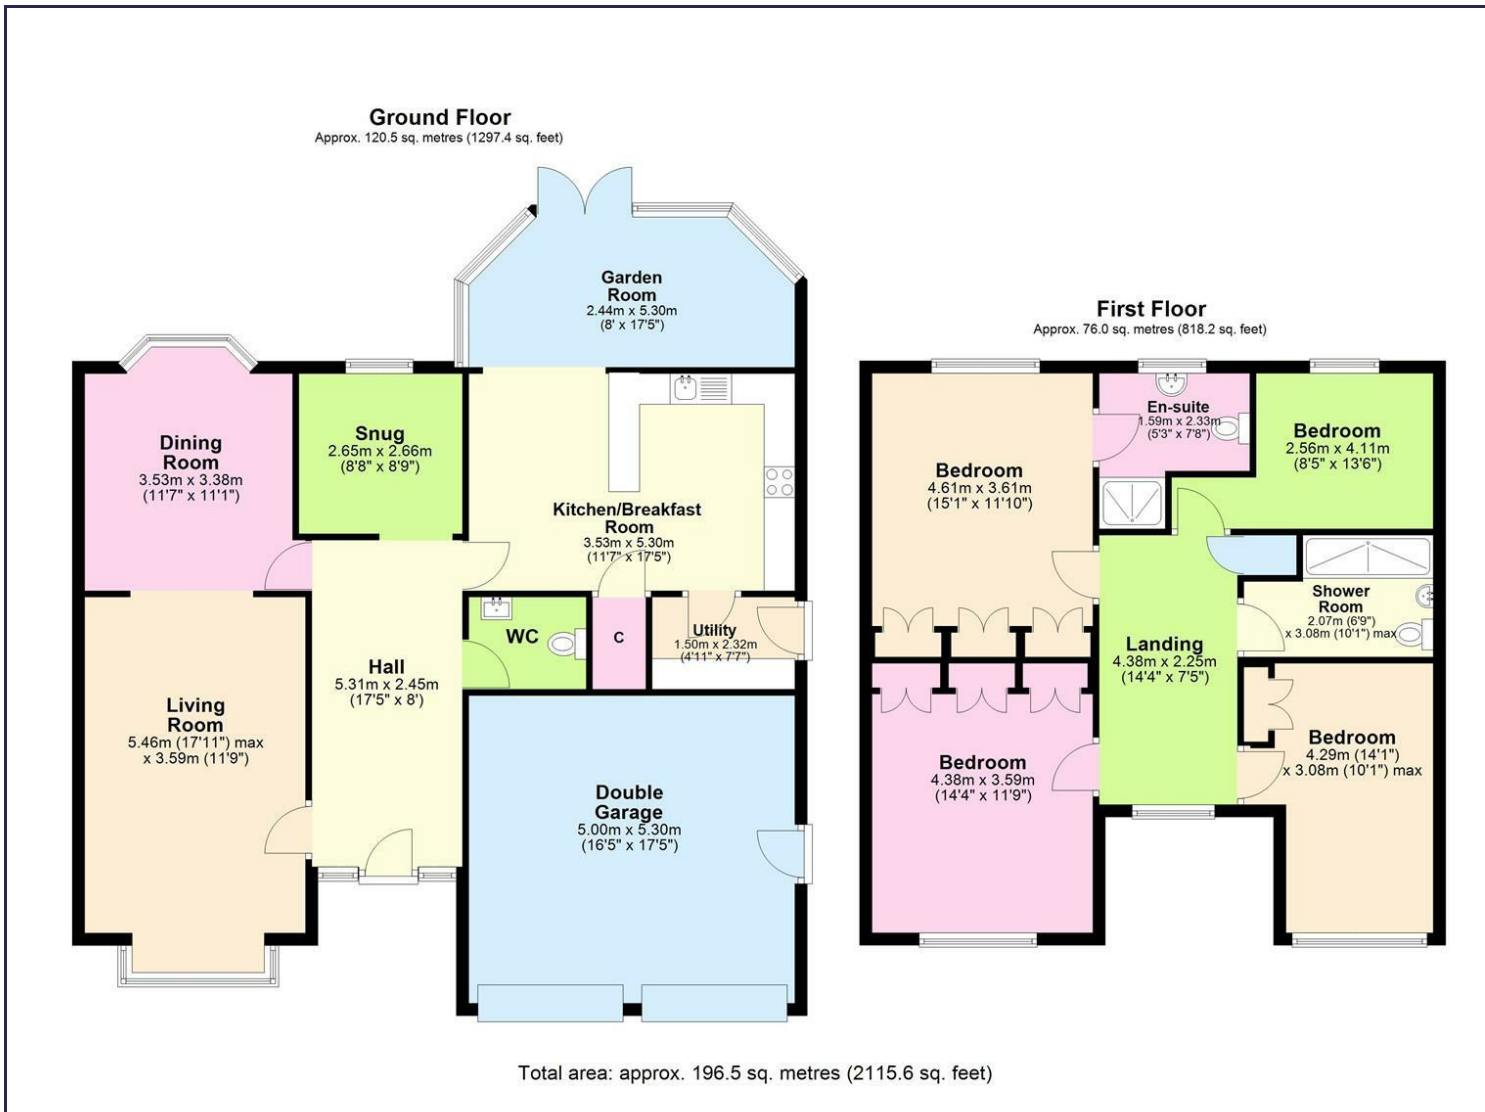 Ground Floor
Approx. 120.5 sq. metres (1297.4 sq. feet)
Garden
Room
2.44m x 5.30m
(8' x 17'5")
Dining
Room
3.53m x 3.38m
(11'7" x 11'1")
Snug
2.65m x 2.66m
(8'8" x 8'9")
Kitchen/Breakfast
Room
3.53m x 5.30m
(11'7" x 17'5")
WC
C
Utility
1.50m x 2.32m
(4'11" x 7'7")
Hall
5.31m x 2.45m
(17'5" x 8')
Living
Room
5.46m (17'11") max
x 3.59m (11'9")
Double
Garage
5.00m x 5.30m
(16'5" x 17'5")
First Floor
Approx. 76.0 sq. metres (818.2 sq. feet)
Bedroom
4.61m x 3.61m
(15'1" x 11'10")
En-suite
1.59m x 2.33m
(5'3" x 7'8")
Bedroom
2.56m x 4.11m
(8'5" x 13'6")
Shower
Room
2.07m (6'9")
x 3.08m (10'1") max
Landing
4.38m x 2.25m
(14'4" x 7'5")
Bedroom
4.38m x 3.59m
(14'4" x 11'9")
Bedroom
4.29m (14'1")
x 3.08m (10'1") max
Total area: approx. 196.5 sq. metres (2115.6 sq. feet)